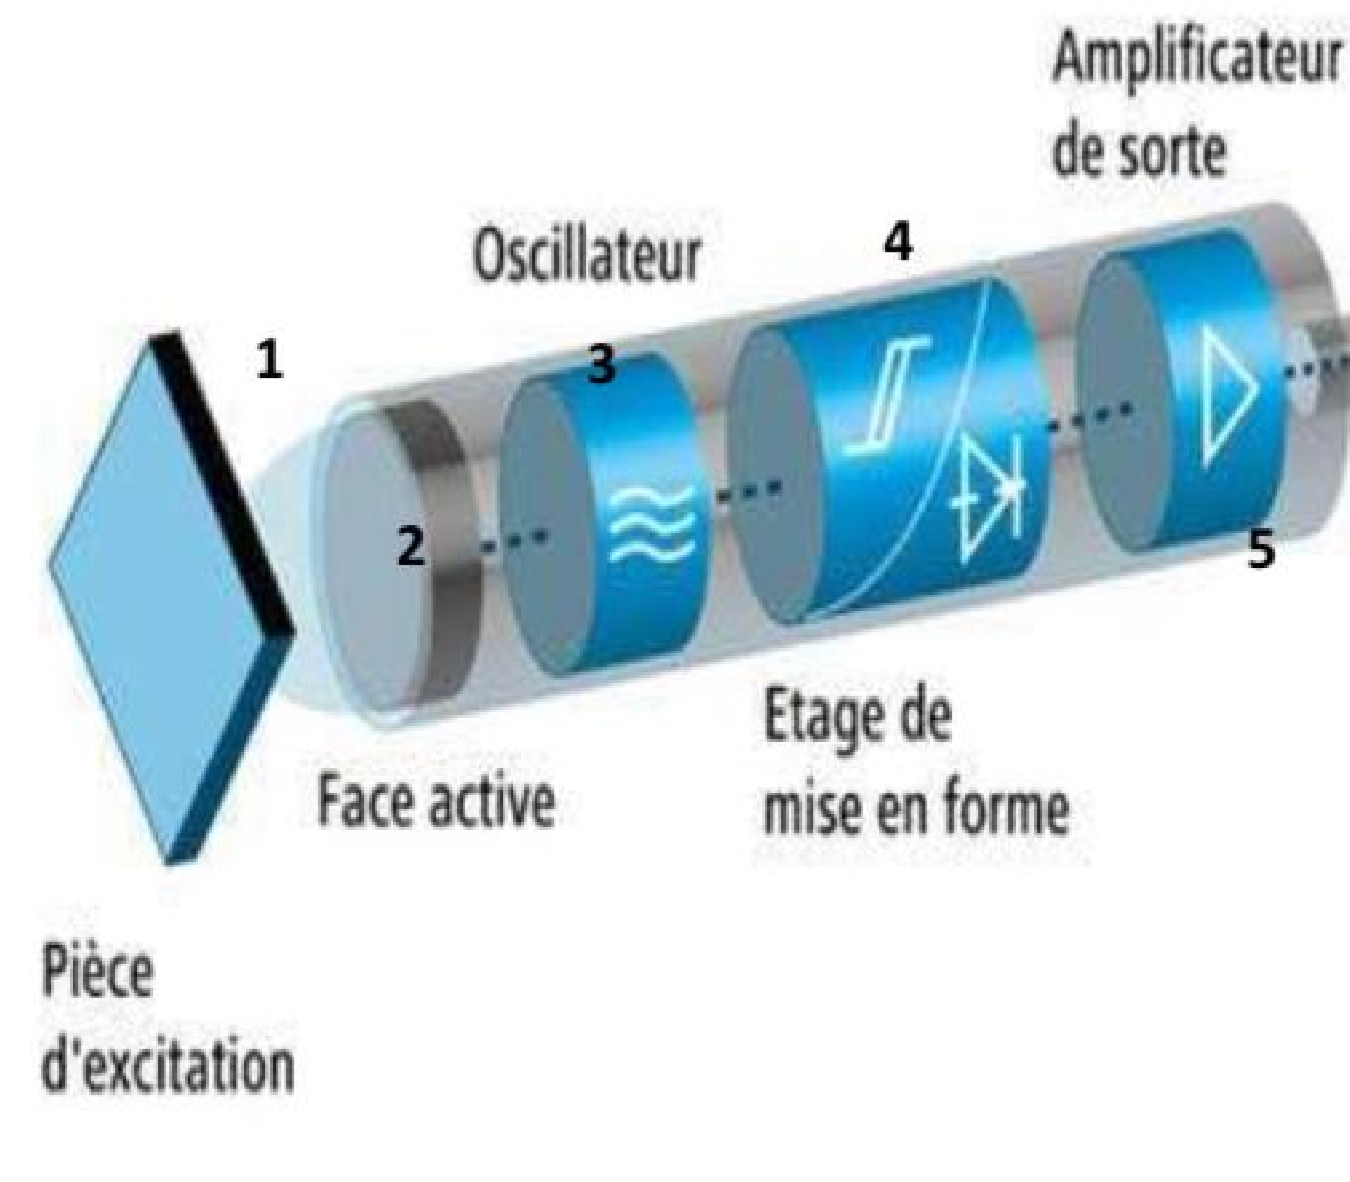 Amplificateur
de sorte
Oscillateur
4
1
3
2
5
Etage de
mise en forme
Face active
Pièce
d'excitation